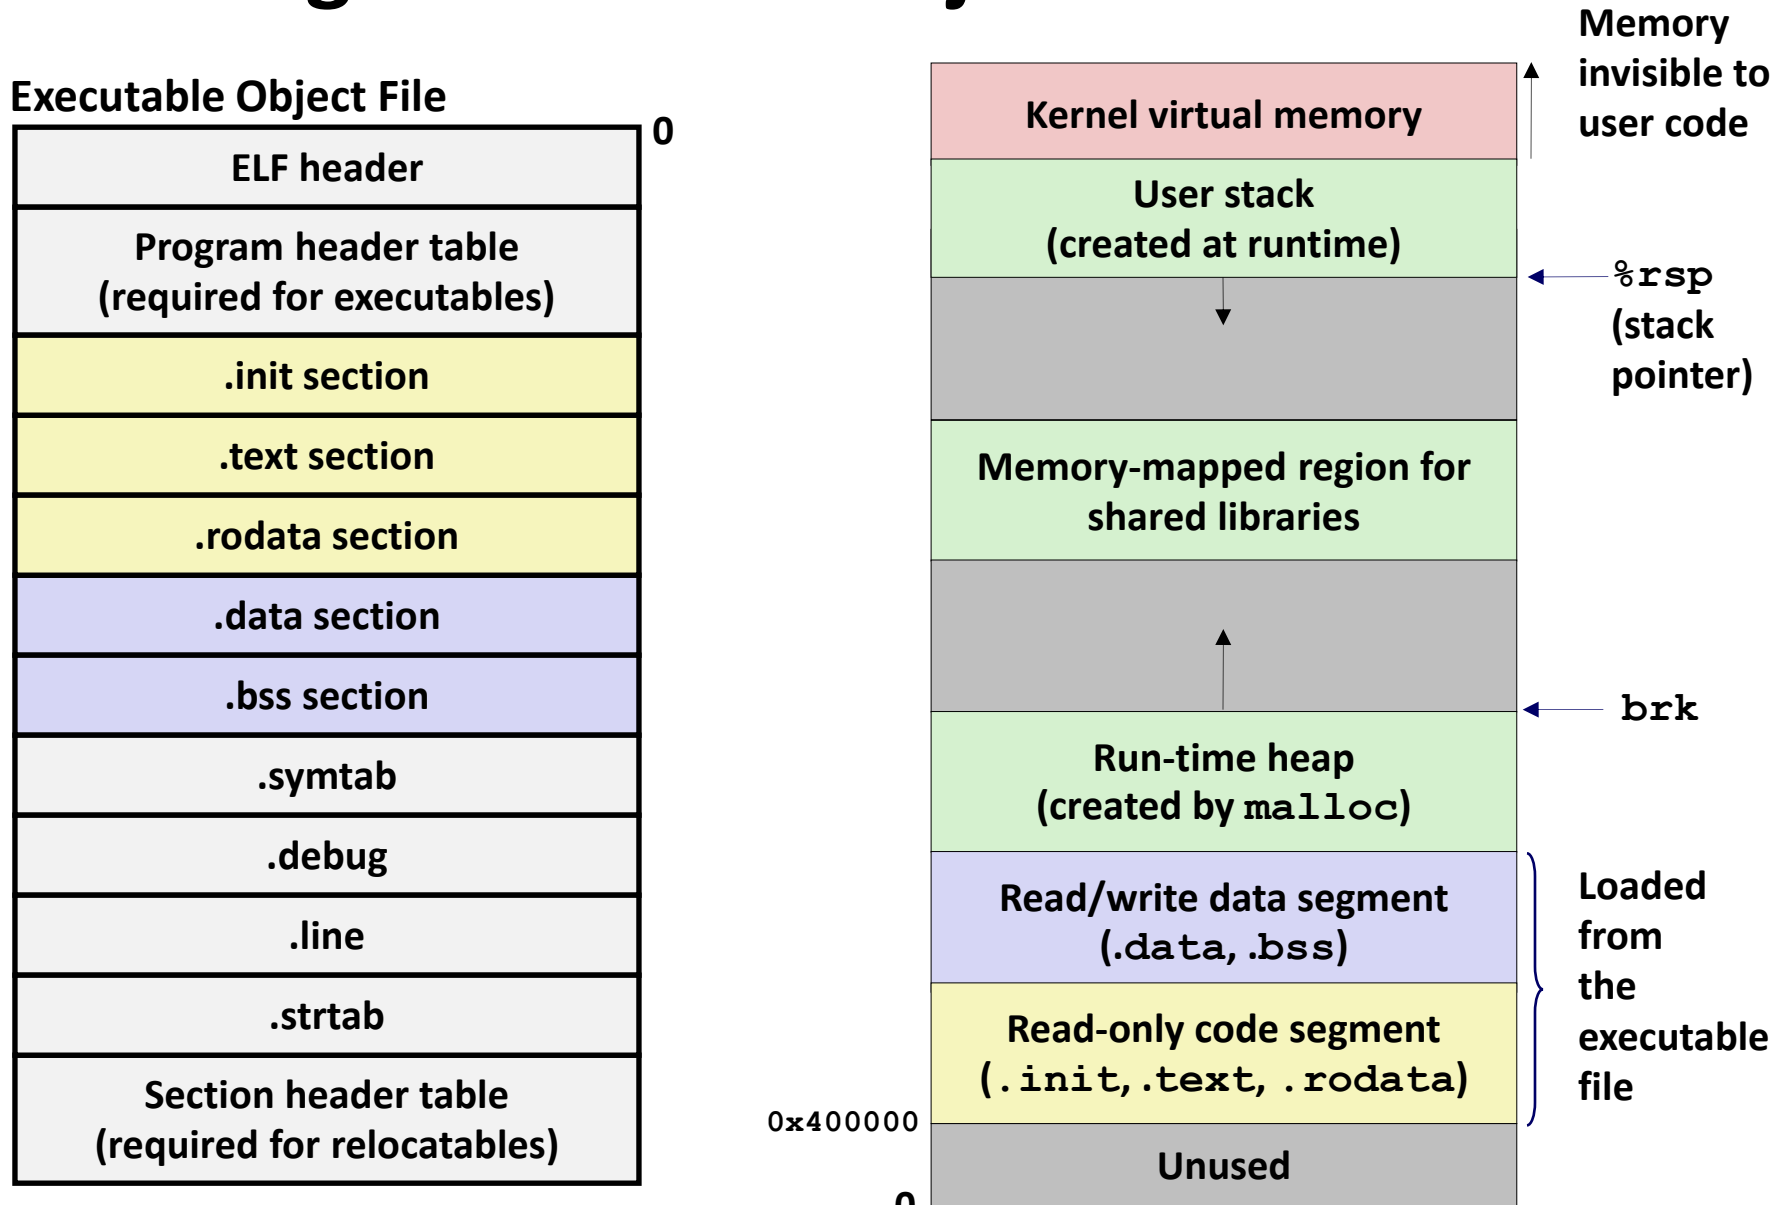 Executable Object File
0
ELF header
Program header table
(required for executables)
.init section
.text section
.rodata section
.data section
.bss section
.symtab
.debug
.line
.strtab
Section header table
(required for relocatables)
Kernel virtual memory
Memory
invisible to
user code
User stack
(created at runtime)
%rsp
(stack
pointer)
Memory-mapped region for
shared libraries
brk
Run-time heap
(created by malloc)
Read/write data segment
(.data, .bss)
Read-only code segment
(.init, .text, .rodata)
Loaded
from
the
executable
file
0x400000
Unused
0